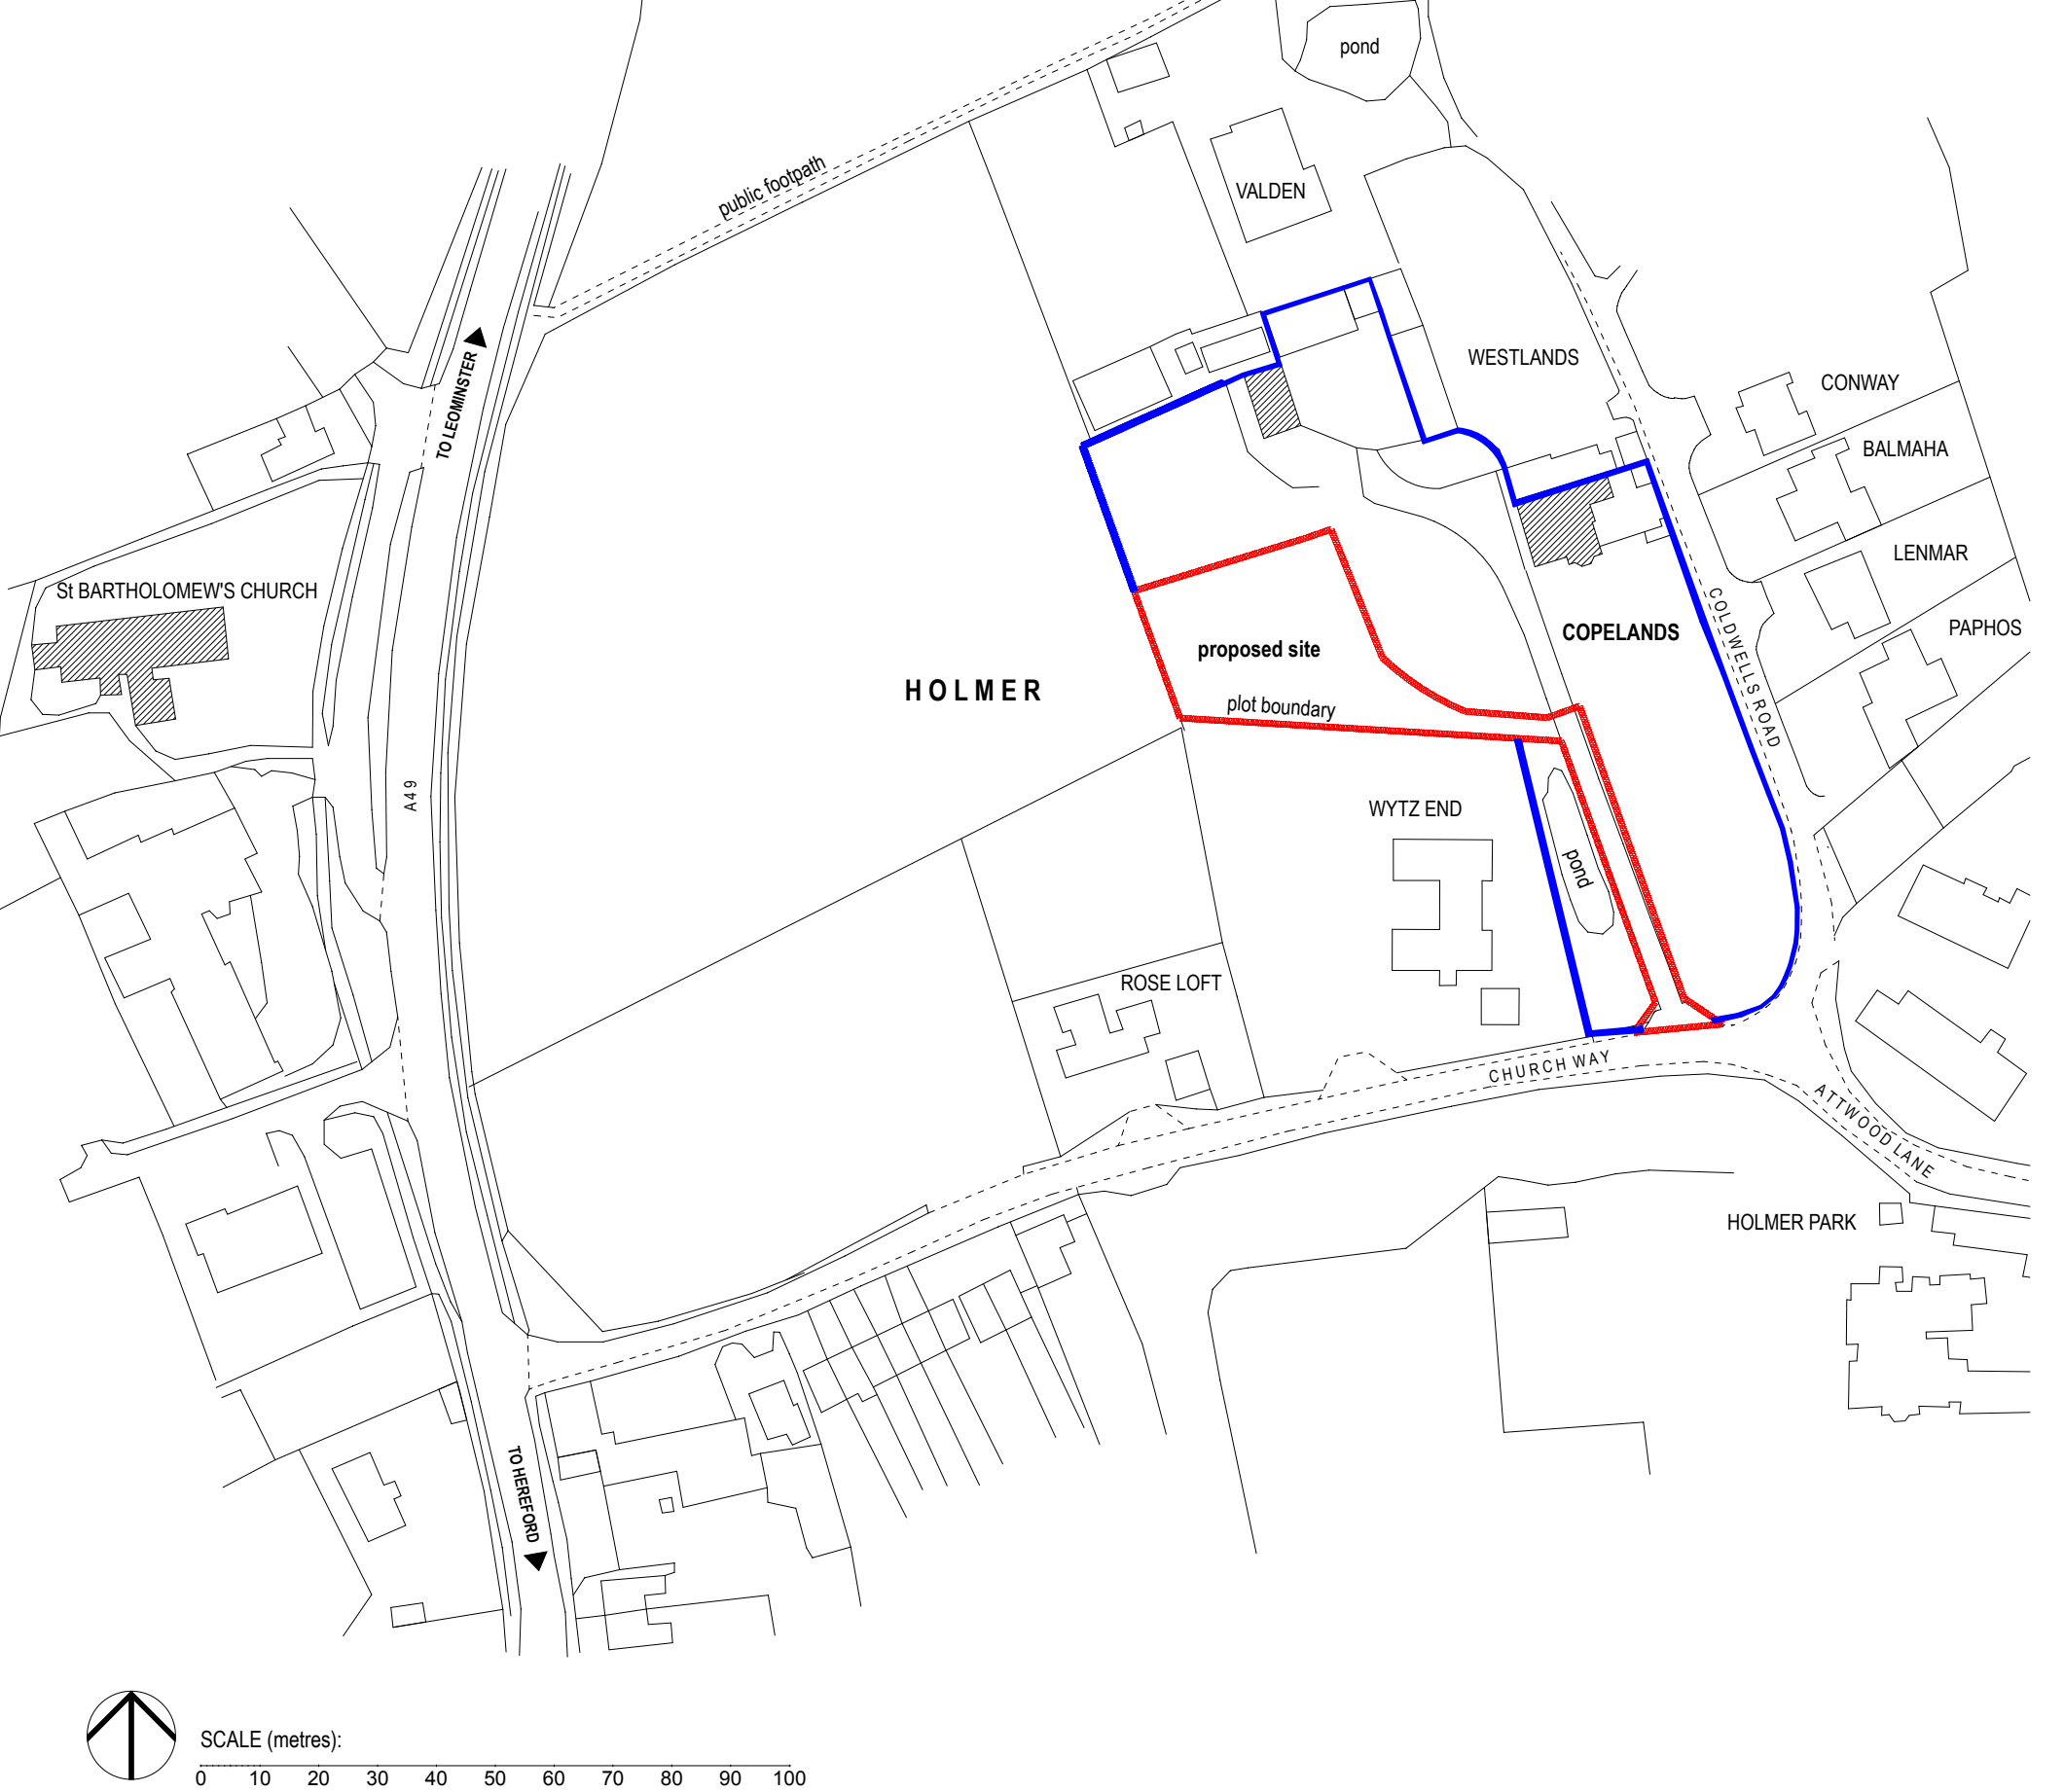 pond
public footpath
VALDEN
TO LEOMINSTER
WESTLANDS
CONWAY
BALMAHA
LENMAR
St BARTHOLOMEW'S CHURCH
COLDWELLS ROAD
PAPHOS
COPELANDS
proposed site
HOLMER
plot boundary
A49
WYTZ END
pond
ROSE LOFT
CHURCH WAY
ATTWOOD LANE
HOLMER PARK
TO HEREFORD
SCALE (metres):
0 10 20 30 40 50 60 70 80 90 100